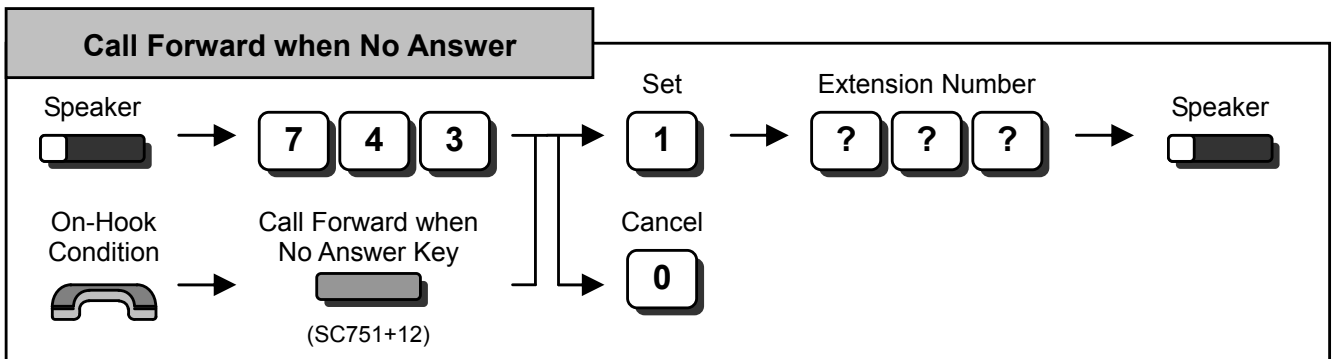 Call Forward when No Answer
Set
Extension Number
Speaker
Speaker
7 4 3
1
? ? ?
On-Hook
Condition
Call Forward when
No Answer Key
Cancel
0
(SC751+12)